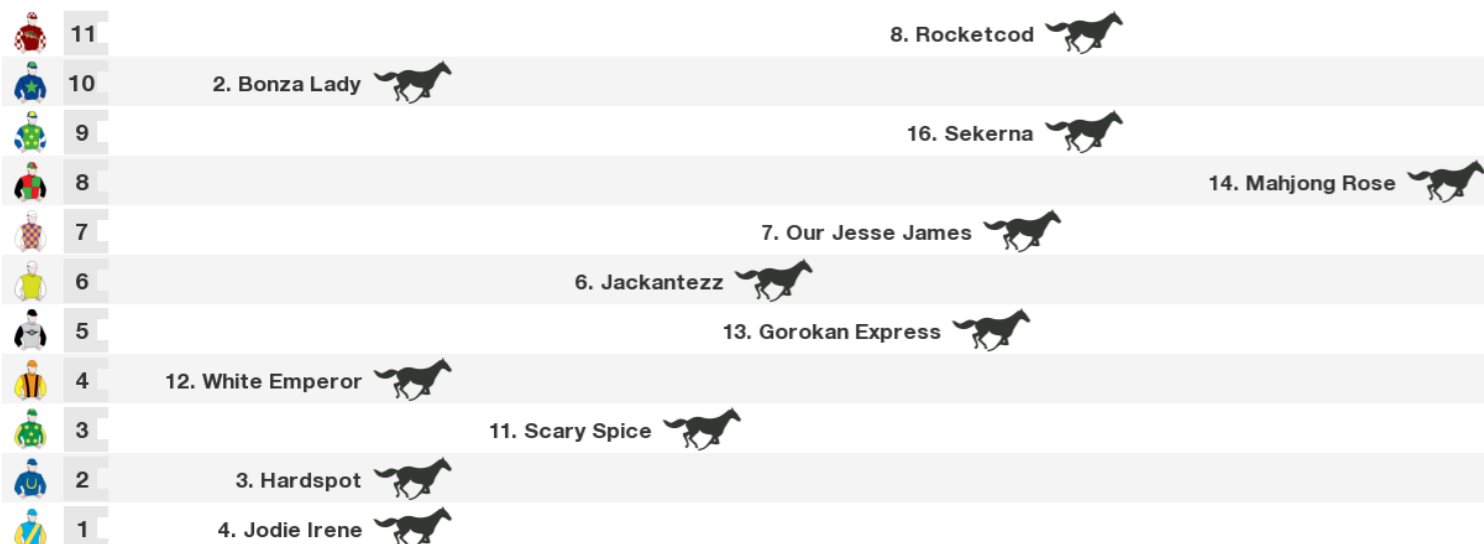 11 8. Rocketcod
10 2. Bonza Lady
9 16. Sekerna
8 14. Mahjong Rose
7 7. Our Jesse James
6 6. Jackantezz
5 13. Gorokan Express
4 12. White Emperor
3 11. Scary Spice
2 3. Hardspot
1 4. Jodie Irene